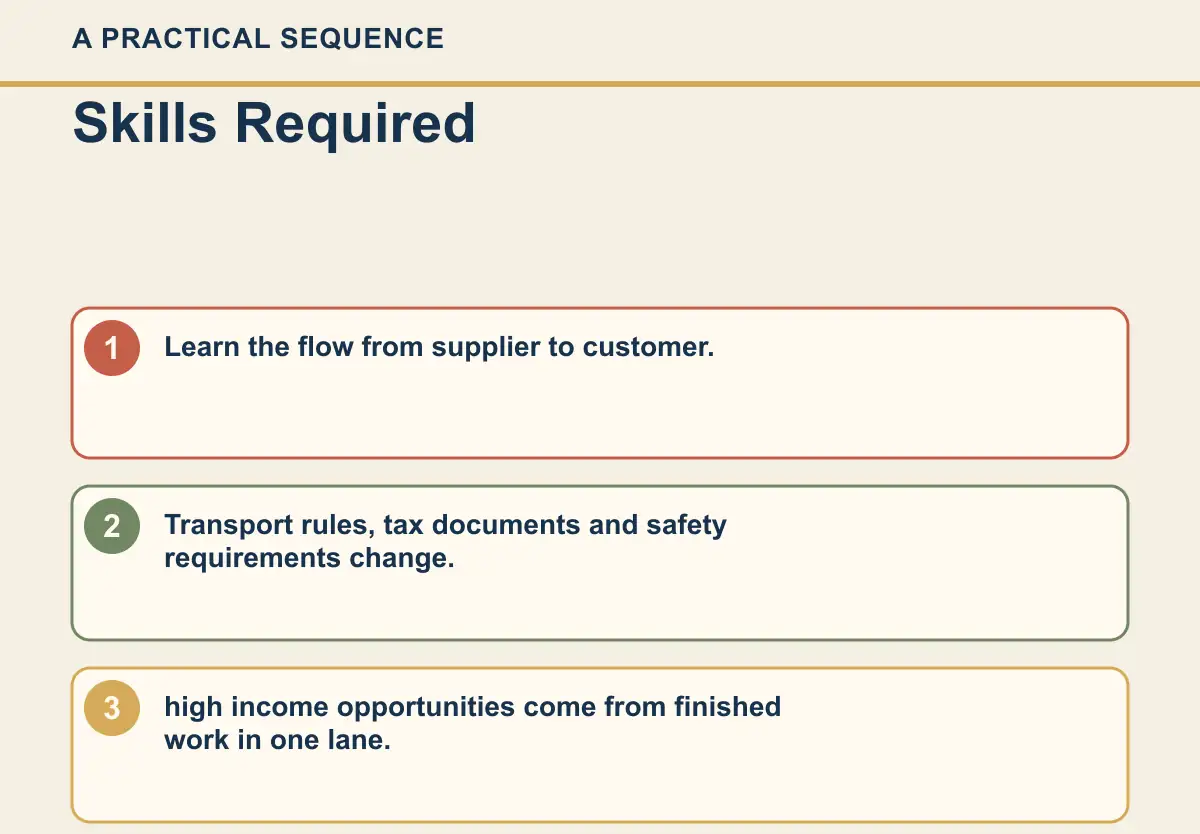 A PRACTICAL SEQUENCE
Skills Required
1
Learn the flow from supplier to customer.
2
Transport rules, tax documents and safety
requirements change.
3
high income opportunities come from finished
work in one lane.